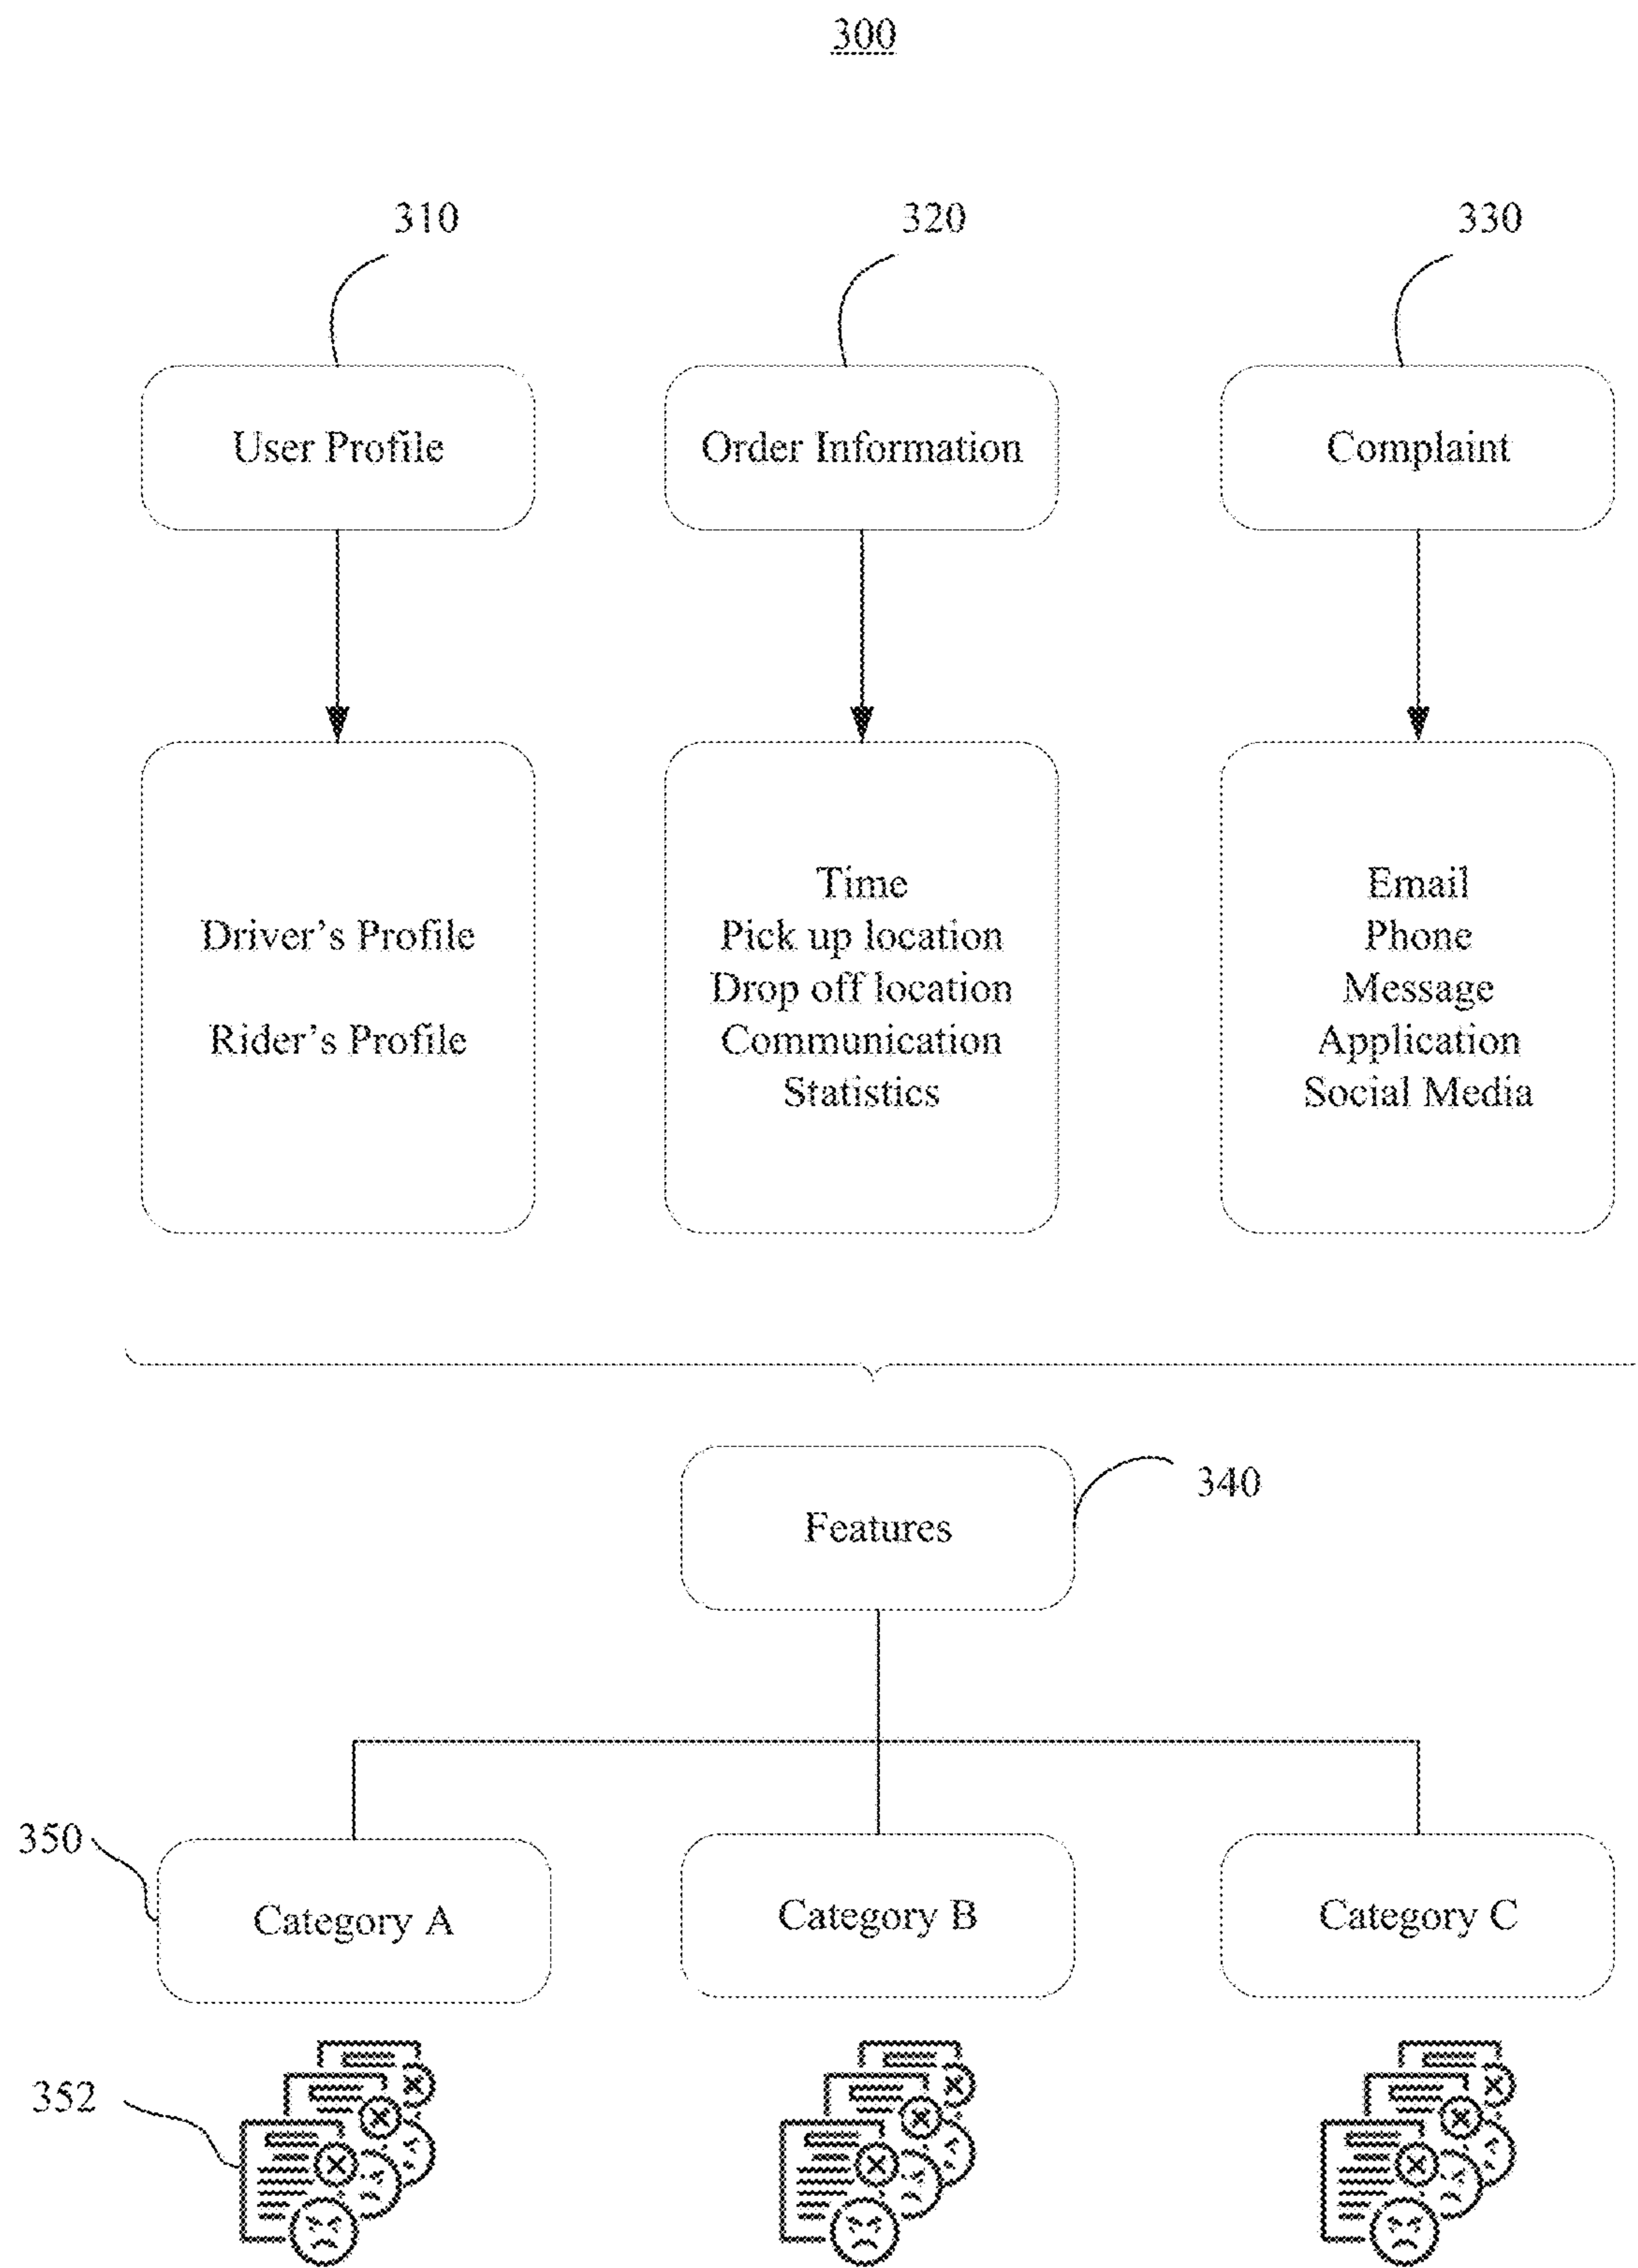 300
310
320
330
User Profile
Order Information
Complaint
Driver's Profile
Rider's Profile
Time
Pick up location
Drop off location
Communication
Statistics
Email
Phone
Message
Application
Social Media
Features
340
350
Category A
Category B
Category C
352